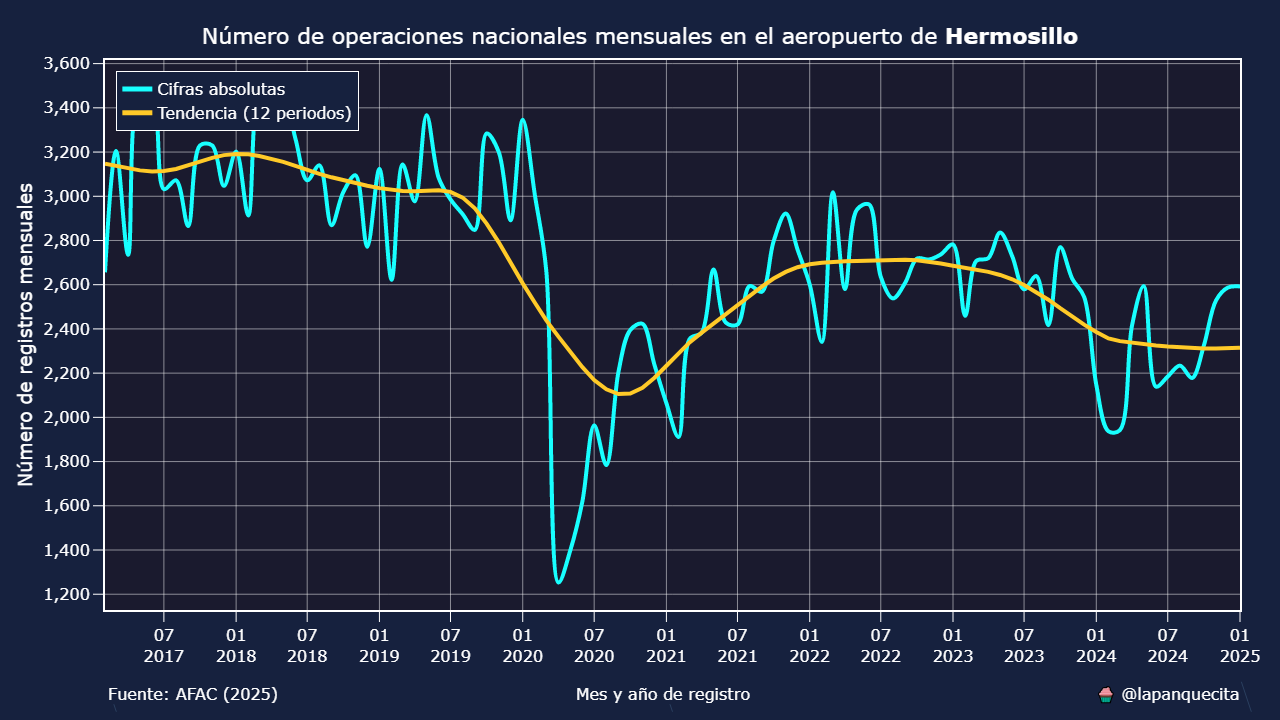 Número de operaciones nacionales mensuales en el aeropuerto de Hermosillo
Cifras absolutas
Tendencia (12 periodos)
Número de registros mensuales
3,600
3,400
3,200
3,000
2,800
2,600
2,400
2,200
2,000
1,800
1,600
1,400
1,200
07 01 07 01 07 01 07 01 07 01 07 01 07 01 07 01
2017 2018 2018 2019 2019 2020 2020 2021 2021 2022 2022 2023 2023 2024 2024 2025
Fuente: AFAC (2025) Mes y año de registro @lapanquecita